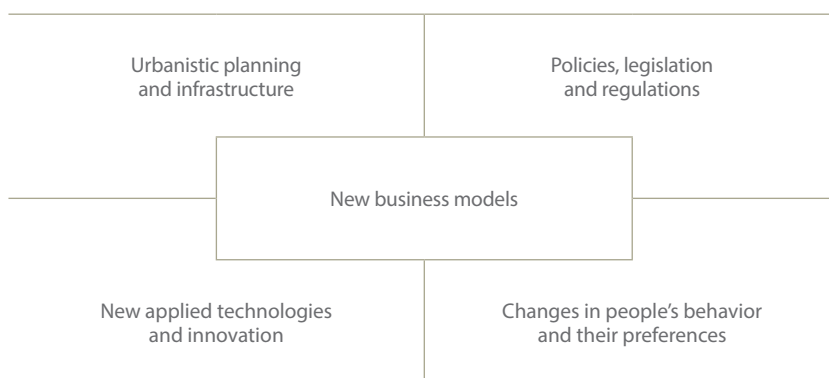 Urbanistic planning
and infrastructure
Policies, legislation
and regulations
New business models
New applied technologies
and innovation
Changes in people’s behavior
and their preferences